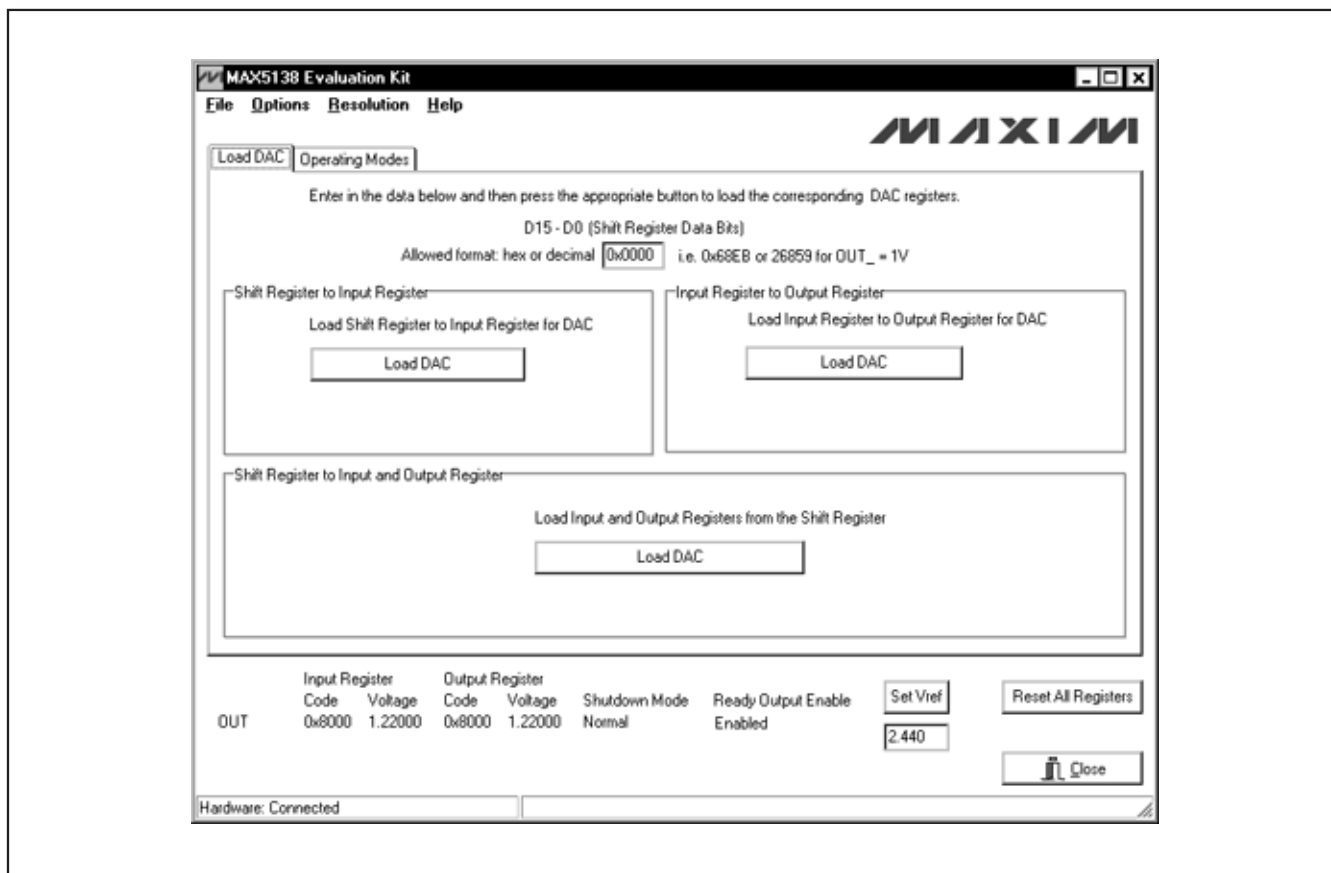 MAX5138 Evaluation Kit
File Options Resolution Help
MAXIM
Load DAC Operating Modes
Enter in the data below and then press the appropriate button to load the corresponding DAC registers.
D15 - D0 (Shift Register Data Bits)
Allowed format: hex or decimal 0x0000 i.e. 0x68EB or 26859 for OUT_ = 1V
Shift Register to Input Register
Load Shift Register to Input Register for DAC
Load DAC
Input Register to Output Register
Load Input Register to Output Register for DAC
Load DAC
Shift Register to Input and Output Register
Load Input and Output Registers from the Shift Register
Load DAC
Input Register Output Register
Code Voltage Code Voltage Shutdown Mode Ready Output Enable
OUT 0x8000 1.22000 0x8000 1.22000 Normal Enabled
Set Vref
2.440
Reset All Registers
Close
Hardware: Connected